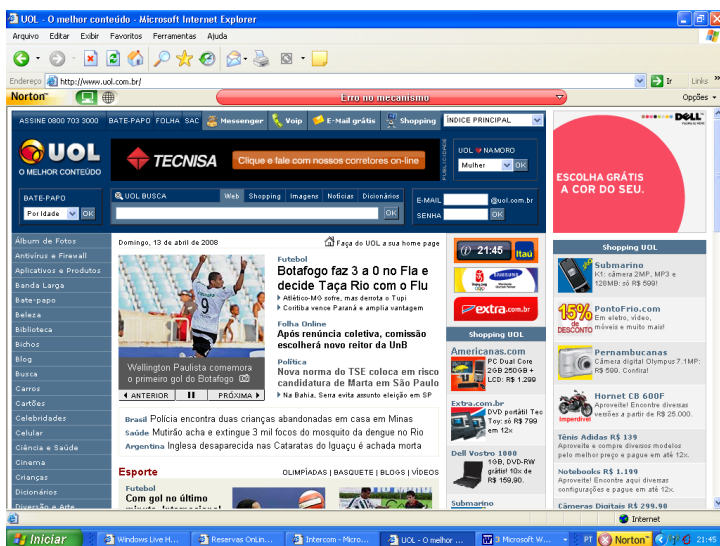 UOL - O melhor conteúdo - Microsoft Internet Explorer
Arquivo Editar Exibir Favoritos Ferramentas Ajuda
Endereço http://www.uol.com.br/ Ir Links »
Norton™ Erro no mecanismo Opções
ASSINE 0800 703 3000 BATE-PAPO FOLHA SAC Messenger Voip E-Mail grátis Shopping ÍNDICE PRINCIPAL
UOL
O MELHOR CONTEÚDO
TECNISA
Clique e fale com nossos corretores on-line
PUBLICIDADE
UOL NAMORO
Mulher OK
BATE-PAPO
Por Idade OK
UOL BUSCA Web Shopping Imagens Notícias Dicionários
OK
E-MAIL @uol.com.br
SENHA OK
DELL
ESCOLHA GRÁTIS
A COR DO SEU.
Álbum de Fotos
Antivírus e Firewall
Aplicativos e Produtos
Banda Larga
Bate-papo
Beleza
Biblioteca
Bichos
Blog
Busca
Carros
Cartões
Celebridades
Celular
Ciência e Saúde
Cinema
Crianças
Dicionários
Diversão e Arte
Domingo, 13 de abril de 2008
Faça do UOL a sua home page
Wellington Paulista comemora
o primeiro gol do Botafogo
ANTERIOR PRÓXIMA
Futebol
Botafogo faz 3 a 0 no Fla e
decide Taça Rio com o Flu
Atlético-MG sofre, mas derrota o Tupi
Coritiba vence Paraná e amplia vantagem
Folha Online
Após renúncia coletiva, comissão
escolherá novo reitor da UnB
Política
Nova norma do TSE coloca em risco
candidatura de Marta em São Paulo
Na Bahia, Serra evita assunto eleição em SP
Brasil Polícia encontra duas crianças abandonadas em casa em Minas
Saúde Mutirão acha e extingue 3 mil focos do mosquito da dengue no Rio
Argentina Inglesa desaparecida nas Cataratas do Iguaçu é achada morta
Esporte OLIMPÍADAS | BASQUETE | BLOGS | VÍDEOS
Futebol
Com gol no último
minuto, Internacional
21:45 Itaú
SAMSUNG
extra.com.br
Shopping UOL
Americanas.com
PC Dual Core
2GB 250GB +
LCD: R$ 1.299
Extra.com.br
DVD portátil Tec
Toy: só R$ 799
em 12x
Dell Vostro 1000
1GB, DVD-RW
grátis! 10x de
R$ 159,90.
Submarino
Shopping UOL
Submarino
K1: câmera 2MP, MP3 e
128MB: só R$ 599!
15%
de
DESCONTO
PontoFrio.com
Em eletro, vídeo,
móveis e muito mais!
Pernambucanas
Câmera digital Olympus 7.1MP:
R$ 599. Confira!
Imperdível
Hornet CB 600F
Aproveite! Encontre diversas
versões a partir de R$ 25.000.
Tênis Adidas R$ 139
Aproveite e compre diversos modelos
pelo melhor preço e pague em até 12x.
Notebooks R$ 1.199
Aproveite! Encontre aqui diversas
configurações e pague em até 12x.
Câmeras Digitais R$ 299,90
Internet
Iniciar Windows Live H... Reservas OnLin... Intercom - Micro... UOL - O melhor ... 3 Microsoft W... PT Norton™ 21:45